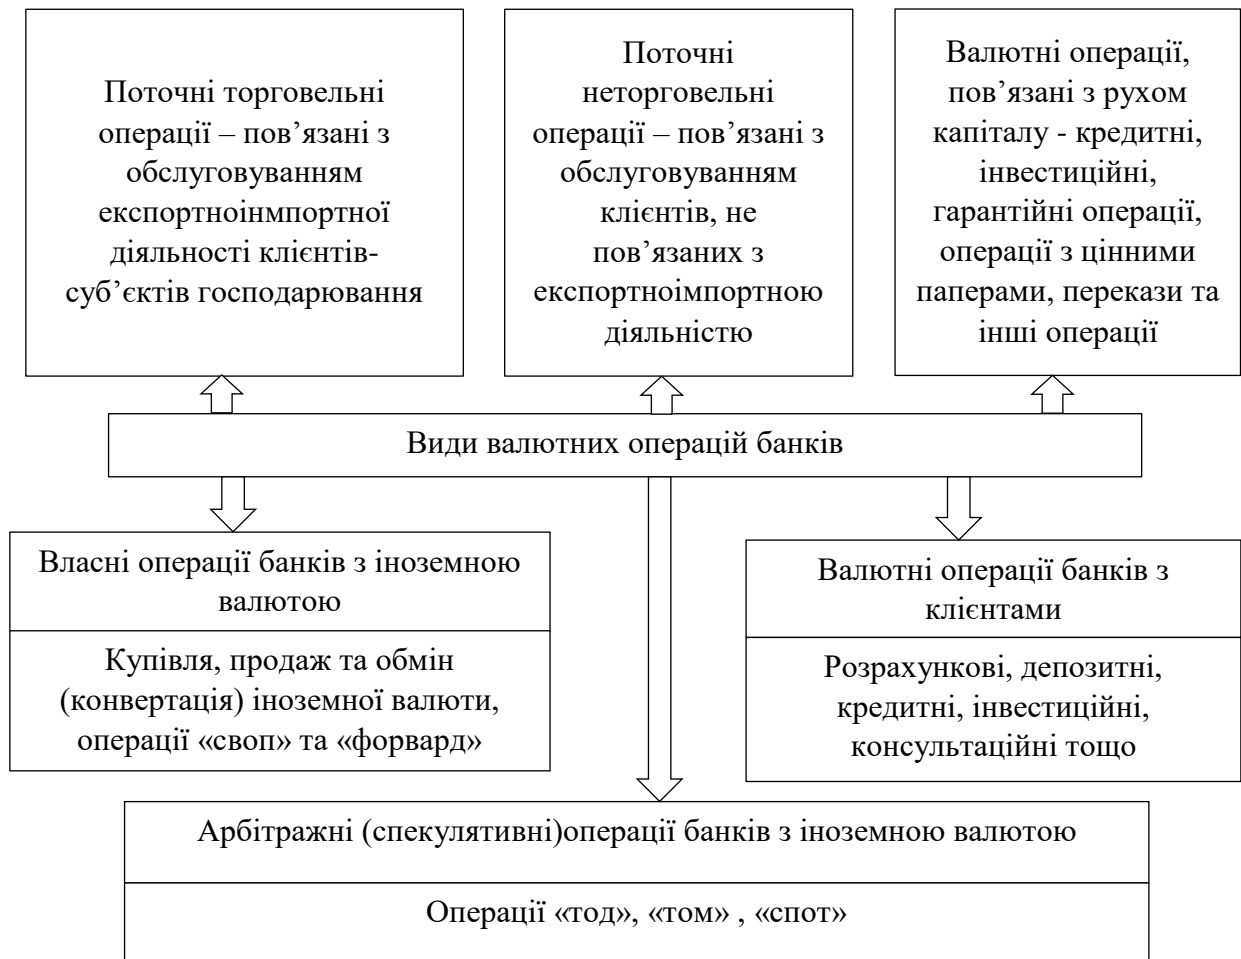 Поточні торговельні
операції – пов’язані з
обслуговуванням
експортноінмпортної
діяльності клієнтів-
суб’єктів господарювання
Поточні
неторговельні
операції – пов’язані з
обслуговуванням
клієнтів, не
пов’язаних з
експортноімпортною
діяльністю
Валютні операції,
пов’язані з рухом
капіталу - кредитні,
інвестиційні,
гарантійні операції,
операції з цінними
паперами, перекази та
інші операції
Види валютних операцій банків
Власні операції банків з іноземною
валютою
Купівля, продаж та обмін
(конвертація) іноземної валюти,
операції «своп» та «форвард»
Валютні операції банків з
клієнтами
Розрахункові, депозитні,
кредитні, інвестиційні,
консультаційні тощо
Арбітражні (спекулятивні)операції банків з іноземною валютою
Операції «тод», «том» , «спот»